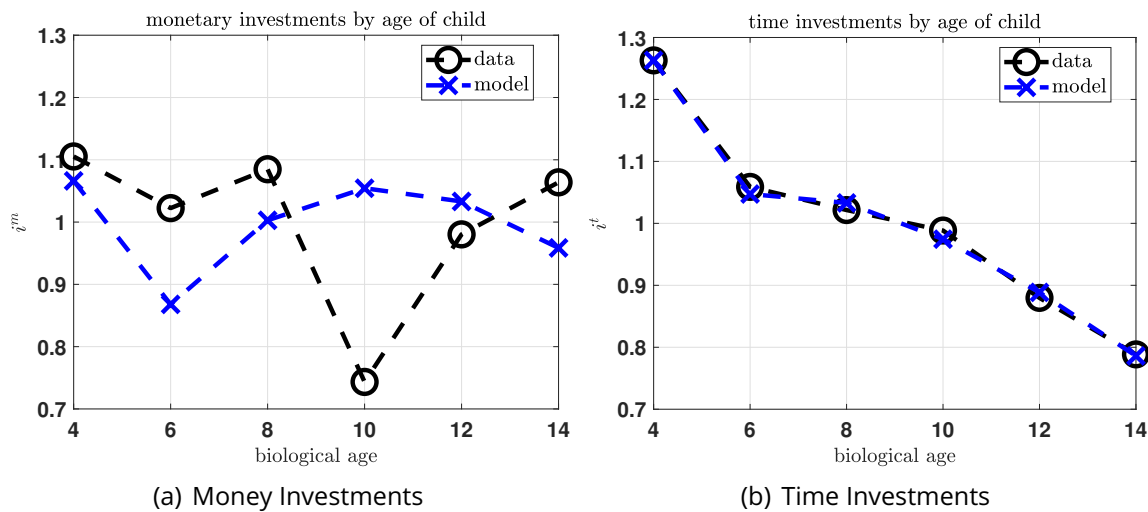 monetary investments by age of child
1.3
1.2
1.1
1
0.9
0.8
0.7
i^m
data
model
4 6 8 10 12 14
biological age
(a) Money Investments
time investments by age of child
1.3
1.2
1.1
1
0.9
0.8
0.7
i^t
data
model
4 6 8 10 12 14
biological age
(b) Time Investments